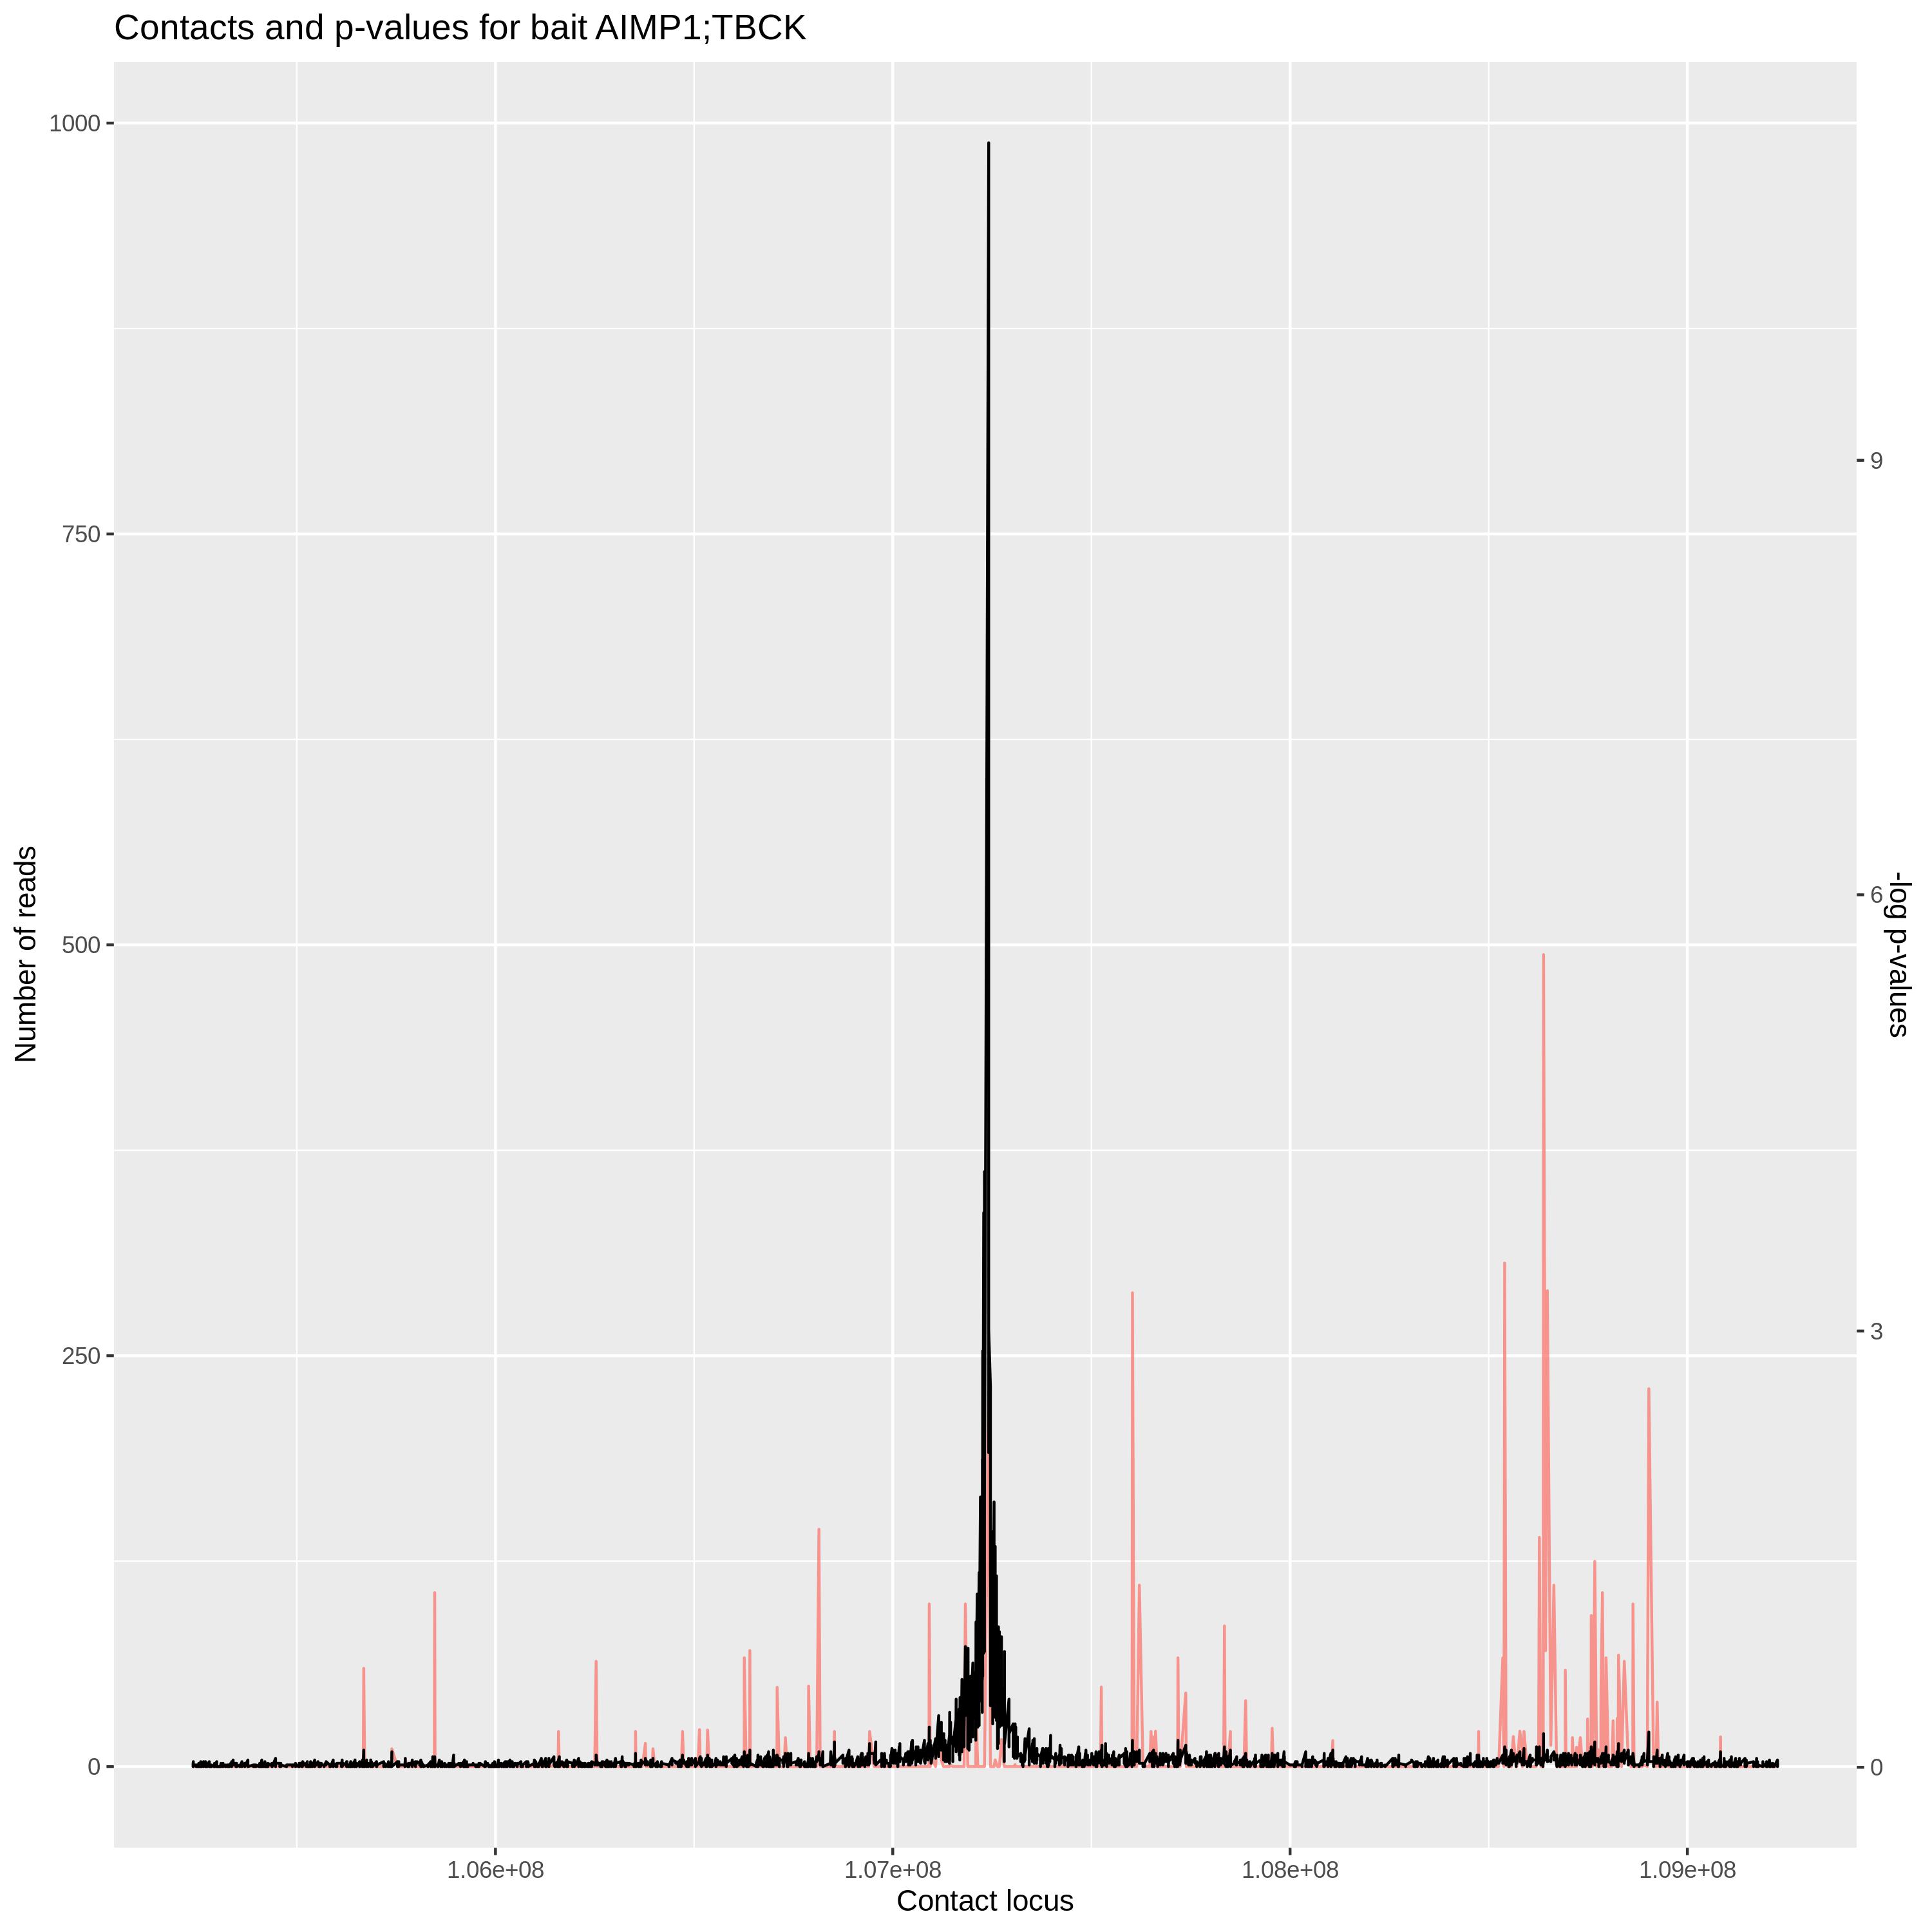 Contacts and p-values for bait AIMP1;TBCK
1000
750
500
250
0
Number of reads
9
6
3
0
-log p-values
1.06e+08
1.07e+08
1.08e+08
1.09e+08
Contact locus